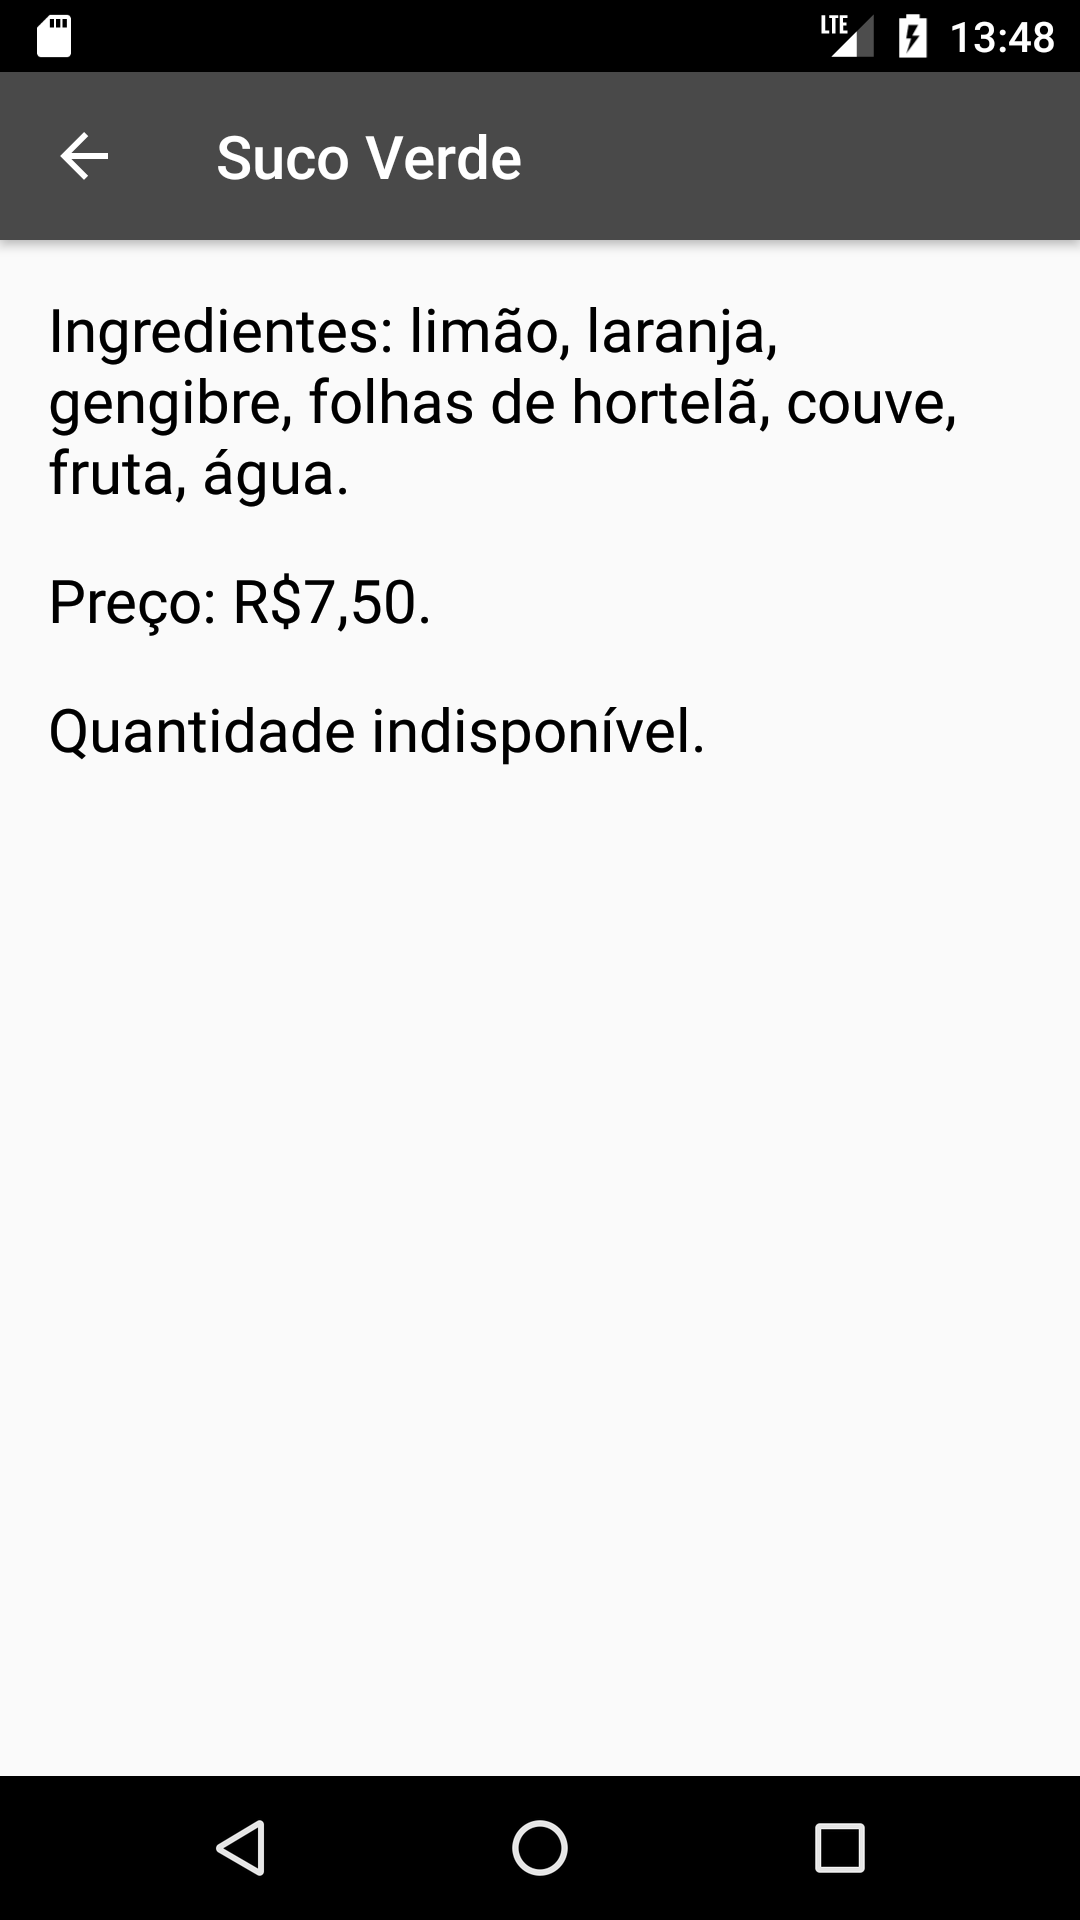 LTE 13:48
Suco Verde
Ingredientes: limão, laranja,
gengibre, folhas de hortelã, couve,
fruta, água.
Preço: R$7,50.
Quantidade indisponível.